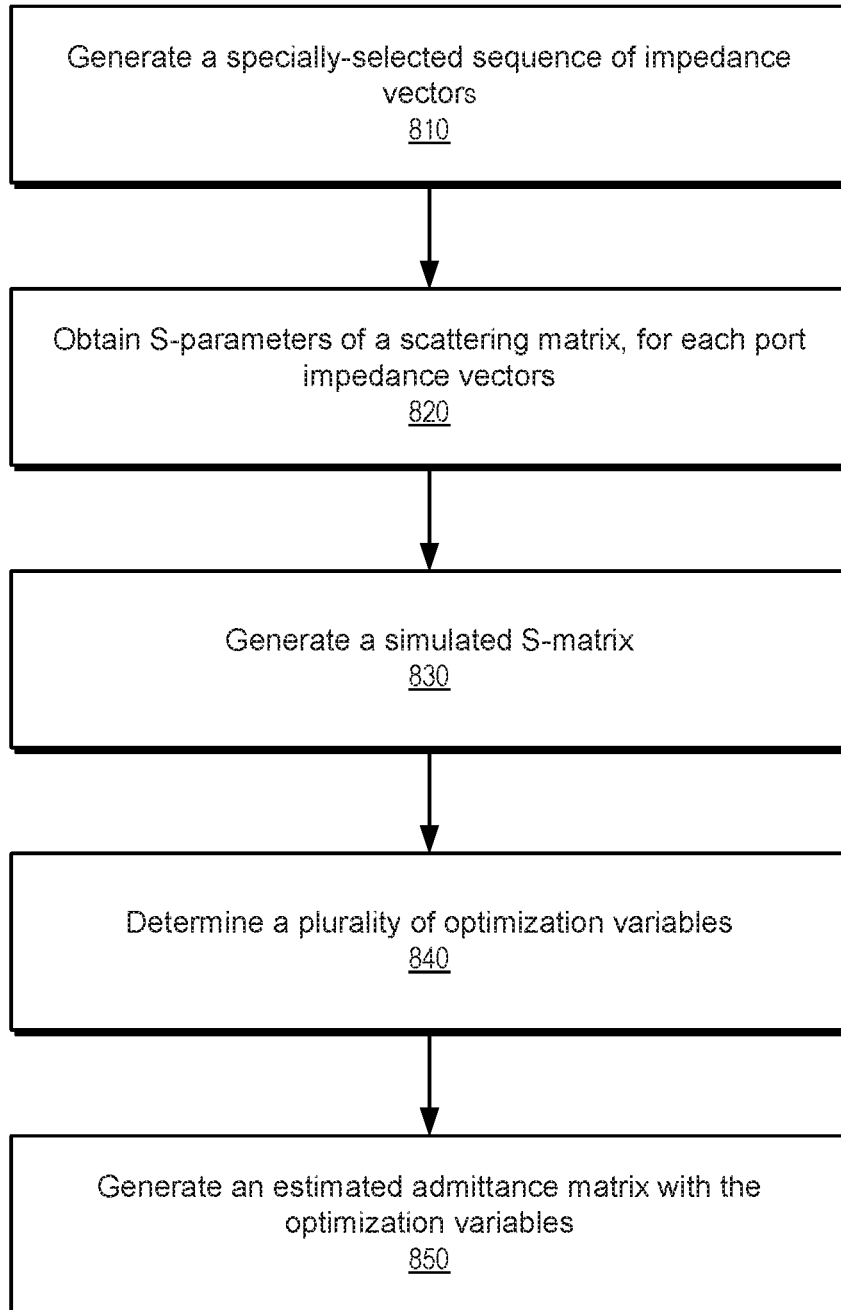 Generate a specially-selected sequence of impedance
vectors
810
Obtain S-parameters of a scattering matrix, for each port
impedance vectors
820
Generate a simulated S-matrix
830
Determine a plurality of optimization variables
840
Generate an estimated admittance matrix with the
optimization variables
850